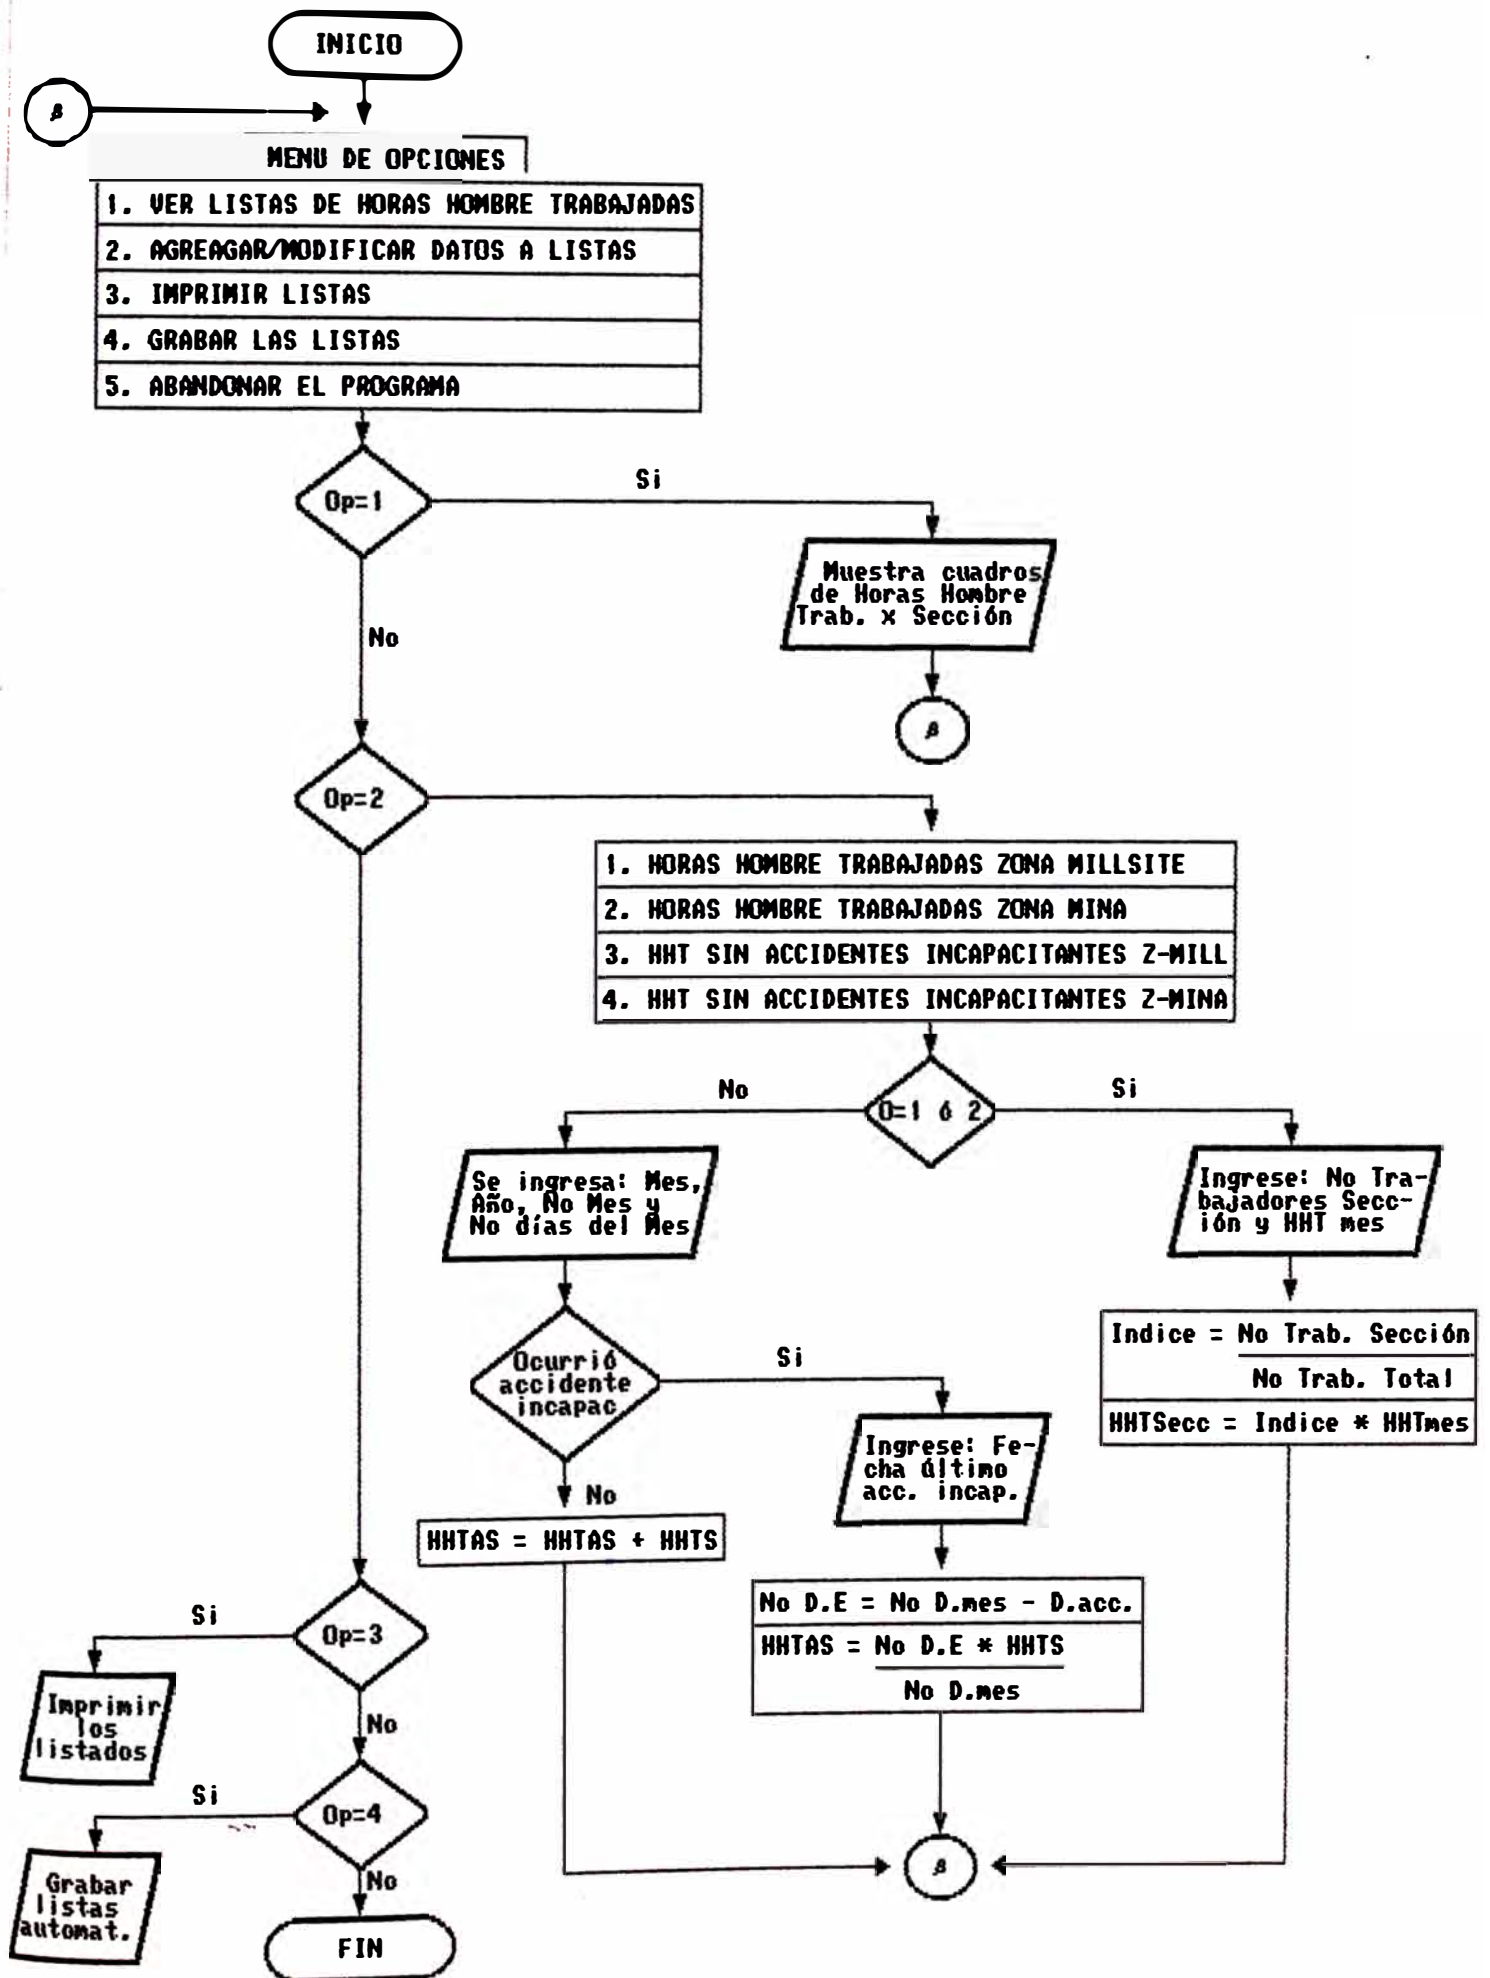 INICIO
β
MENU DE OPCIONES
1. VER LISTAS DE HORAS HOMBRE TRABAJADAS
2. AGREAGAR/MODIFICAR DATOS A LISTAS
3. IMPRIMIR LISTAS
4. GRABAR LAS LISTAS
5. ABANDONAR EL PROGRAMA
Op=1
Si
Muestra cuadros
de Horas Hombre
Trab. x Sección
No
β
Op=2
1. HORAS HOMBRE TRABAJADAS ZONA MILLSITE
2. HORAS HOMBRE TRABAJADAS ZONA MINA
3. HHT SIN ACCIDENTES INCAPACITANTES Z-MILL
4. HHT SIN ACCIDENTES INCAPACITANTES Z-MINA
No
O=1 ó 2
Si
Se ingresa: Mes,
Año, No Mes y
No días del Mes
Ingrese: No Tra-
bajadores Secc-
ión y HHT mes
Ocurrió
accidente
incapac
Si
Indice = No Trab. Sección
No Trab. Total
HHTSecc = Indice * HHTmes
Ingrese: Fe-
cha último
acc. incap.
No
HHTAS = HHTAS + HHTS
No D.E = No D.mes - D.acc.
HHTAS = No D.E * HHTS
No D.mes
Si
Op=3
Imprimir
los
listados
No
Si
Op=4
β
Grabar
listas
automat.
No
FIN